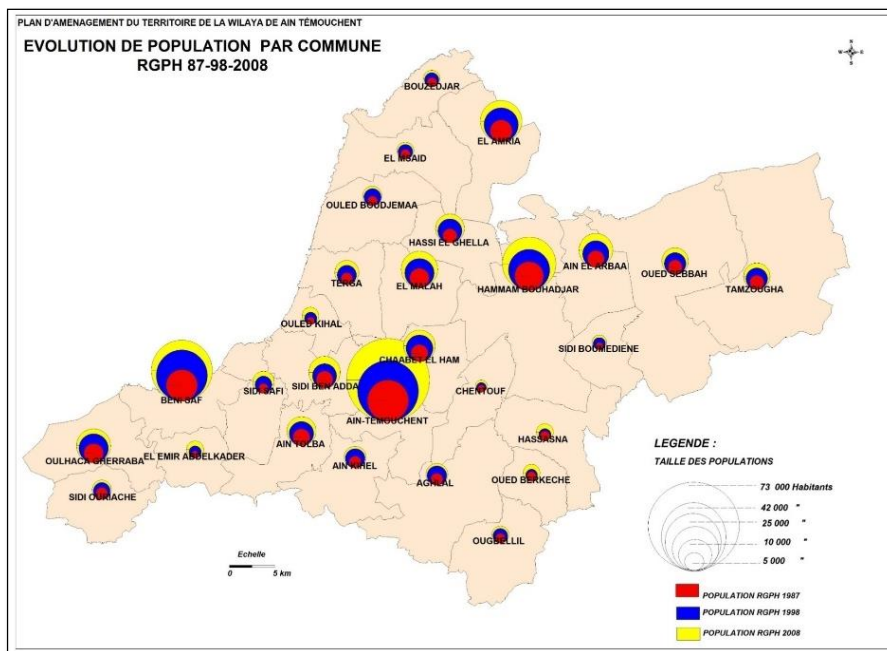 PLAN D'AMENAGEMENT DU TERRITOIRE DE LA WILAYA DE AIN TÉMOUCHENT
EVOLUTION DE POPULATION PAR COMMUNE
RGPH 87-98-2008
N
W
E
S
BOUZEDJAR
EL AMRIA
EL MSAID
OULED BOUDJEMAA
HASSI EL GHELLA
AIN EL ARBAA
OUED SEBBAH
TERGA
EL MALAH
HAMMAM BOUHADJAR
TAMZOUGHA
OULED KIHAL
SIDI BOUMEDIENE
CHAABET EL HAM
SIDI SAFI
SIDI BEN ADDA
CHENTOUF
BENI SAF
AIN-TEMOUCHENT
HASSASNA
AIN TOLBA
EL EMIR ABDELKADER
OULHACA GHERRABA
AIN KIHEL
AGHLAL
OUED BERKECHE
SIDI OURIACHE
OUGBELLIL
LEGENDE :
TAILLE DES POPULATIONS
73 000 Habitants
42 000 "
25 000 "
10 000 "
5 000 "
Echelle
0 5 km
POPULATION RGPH 1987
POPULATION RGPH 1998
POPULATION RGPH 2008